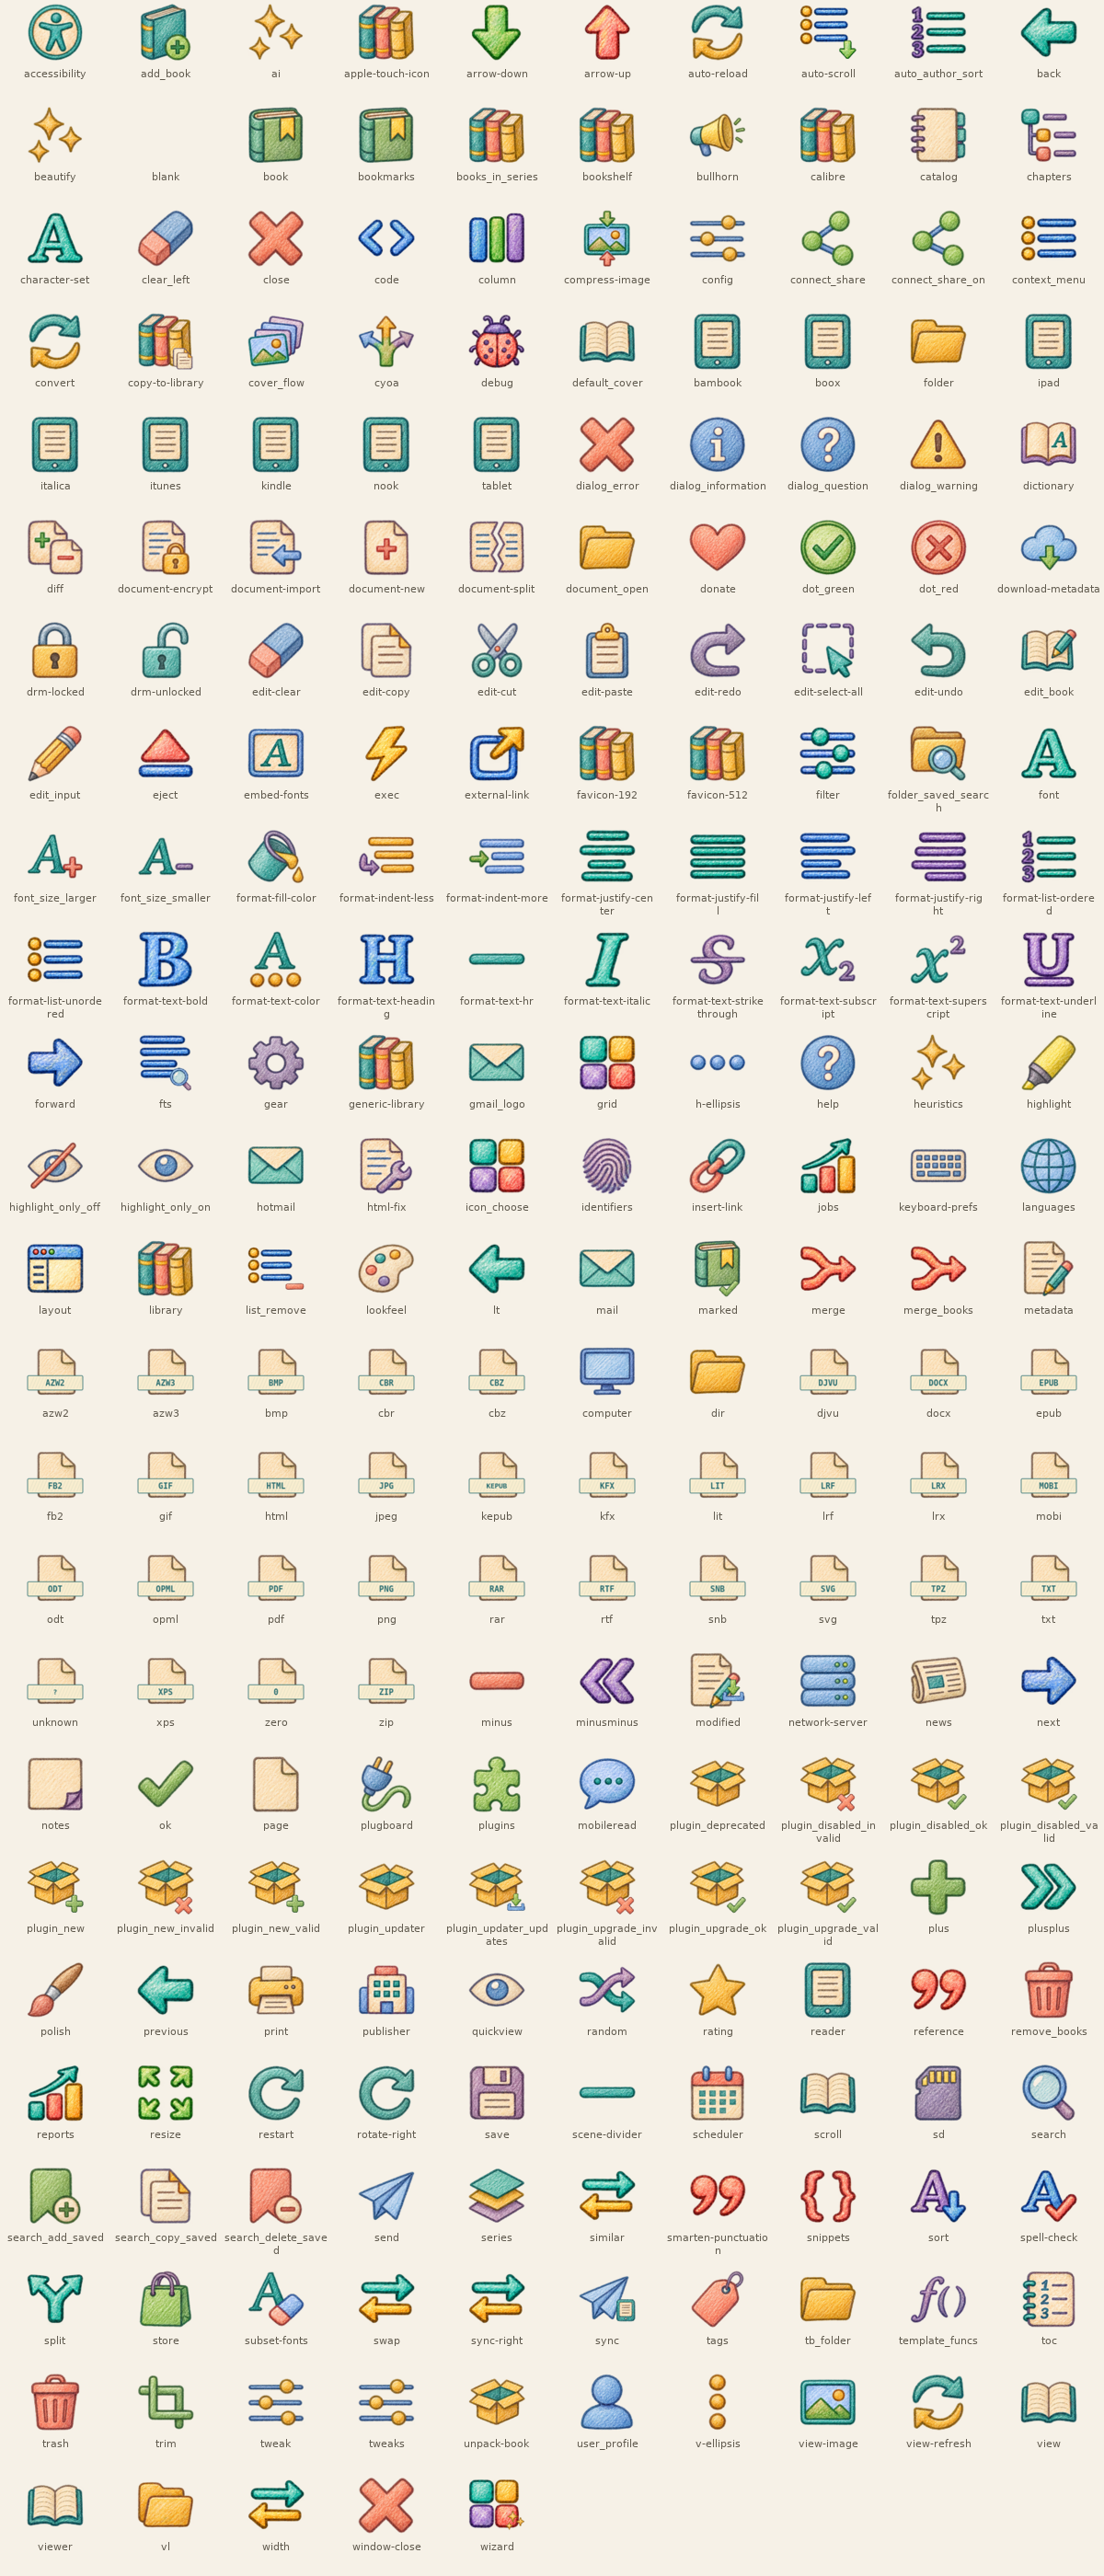 accessibility add_book ai apple-touch-icon arrow-down arrow-up auto-reload auto-scroll 1 2 3 auto_author_sort back
beautify blank book bookmarks books_in_series bookshelf bullhorn calibre catalog chapters
A
character-set clear_left close code column compress-image config connect_share connect_share_on context_menu
convert copy-to-library cover_flow cyoa debug default_cover bambook boox folder ipad
i ? ! A
italica itunes kindle nook tablet dialog_error dialog_information dialog_question dialog_warning dictionary
diff document-encrypt document-import document-new document-split document_open donate dot_green dot_red download-metadata
drm-locked drm-unlocked edit-clear edit-copy edit-cut edit-paste edit-redo edit-select-all edit-undo edit_book
A A
edit_input eject embed-fonts exec external-link favicon-192 favicon-512 filter folder_saved_searc
h font
A+ A- 1 2 3
font_size_larger font_size_smaller format-fill-color format-indent-less format-indent-more format-justify-cen
ter format-justify-fil
l format-justify-lef
t format-justify-rig
ht format-list-ordere
d
B A H I S x2 x2 U
format-list-unorde
red format-text-bold format-text-color format-text-headin
g format-text-hr format-text-italic format-text-strike
through format-text-subscr
ipt format-text-supers
cript format-text-underl
ine
?
forward fts gear generic-library gmail_logo grid h-ellipsis help heuristics highlight
highlight_only_off highlight_only_on hotmail html-fix icon_choose identifiers insert-link jobs keyboard-prefs languages
layout library list_remove lookfeel lt mail marked merge merge_books metadata
AZW2 AZW3 BMP CBR CBZ DJVU DOCX EPUB
azw2 azw3 bmp cbr cbz computer dir djvu docx epub
FB2 GIF HTML JPG KEPUB KFX LIT LRF LRX MOBI
fb2 gif html jpeg kepub kfx lit lrf lrx mobi
ODT OPML PDF PNG RAR RTF SNB SVG TPZ TXT
odt opml pdf png rar rtf snb svg tpz txt
? XPS 0 ZIP
unknown xps zero zip minus minusminus modified network-server news next
notes ok page plugboard plugins mobileread plugin_deprecated plugin_disabled_in
valid plugin_disabled_ok plugin_disabled_va
lid
plugin_new plugin_new_invalid plugin_new_valid plugin_updater plugin_updater_upd
ates plugin_upgrade_inv
alid plugin_upgrade_ok plugin_upgrade_val
id plus plusplus
polish previous print publisher quickview random rating reader reference remove_books
reports resize restart rotate-right save scene-divider scheduler scroll sd search
{} A A
search_add_saved search_copy_saved search_delete_save
d send series similar smarten-punctuatio
n snippets sort spell-check
A f() 1 2 3
split store subset-fonts swap sync-right sync tags tb_folder template_funcs toc
trash trim tweak tweaks unpack-book user_profile v-ellipsis view-image view-refresh view
viewer vl width window-close wizard